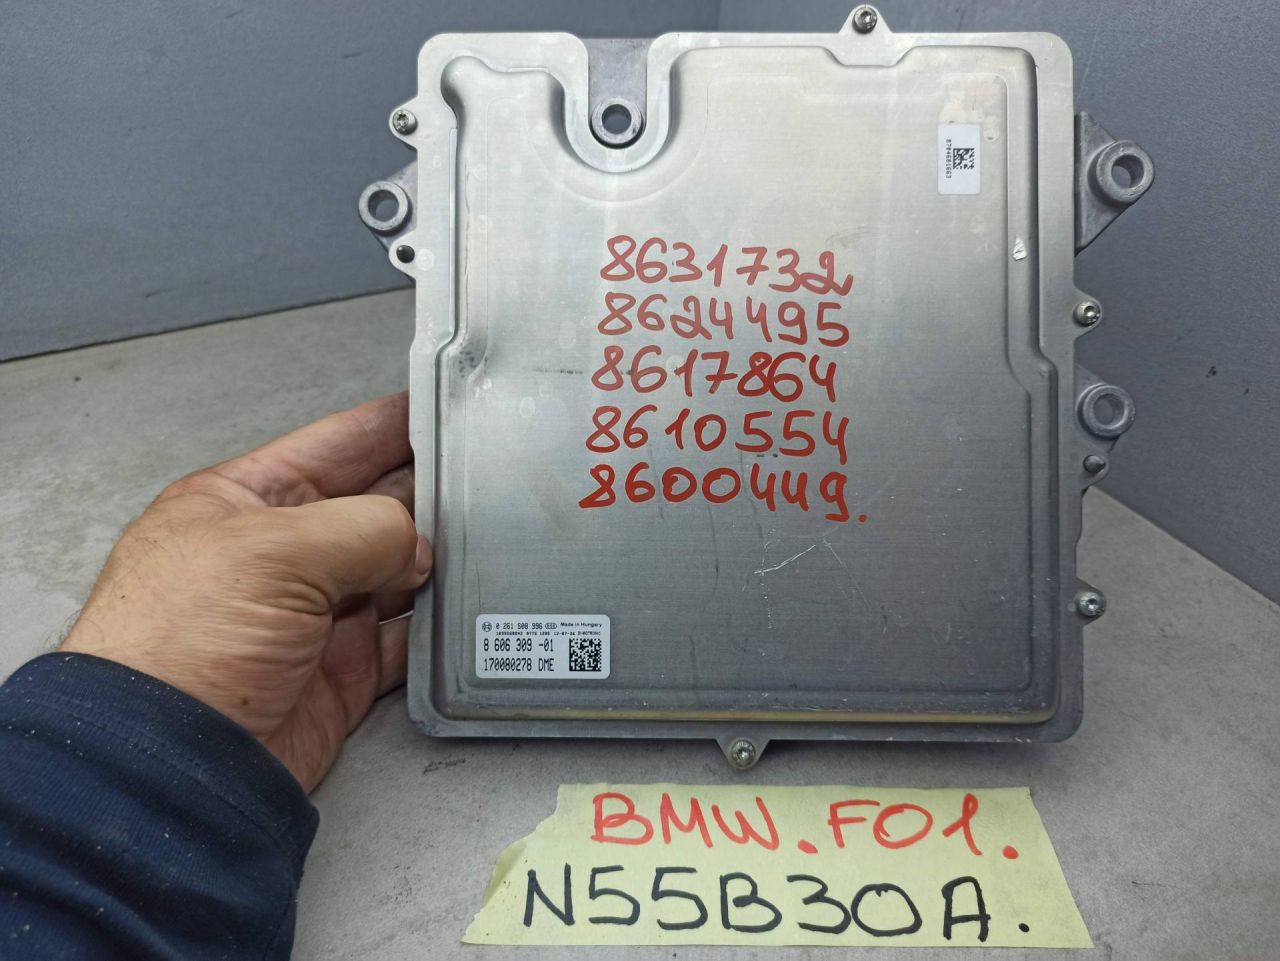 8704681663
8631732
8624495
8617864
8610554
8600449.
0 261 S08 996 Made in Hungary
8 606 309 -01
170080278 DME
BMW.F01.
N55B30A.